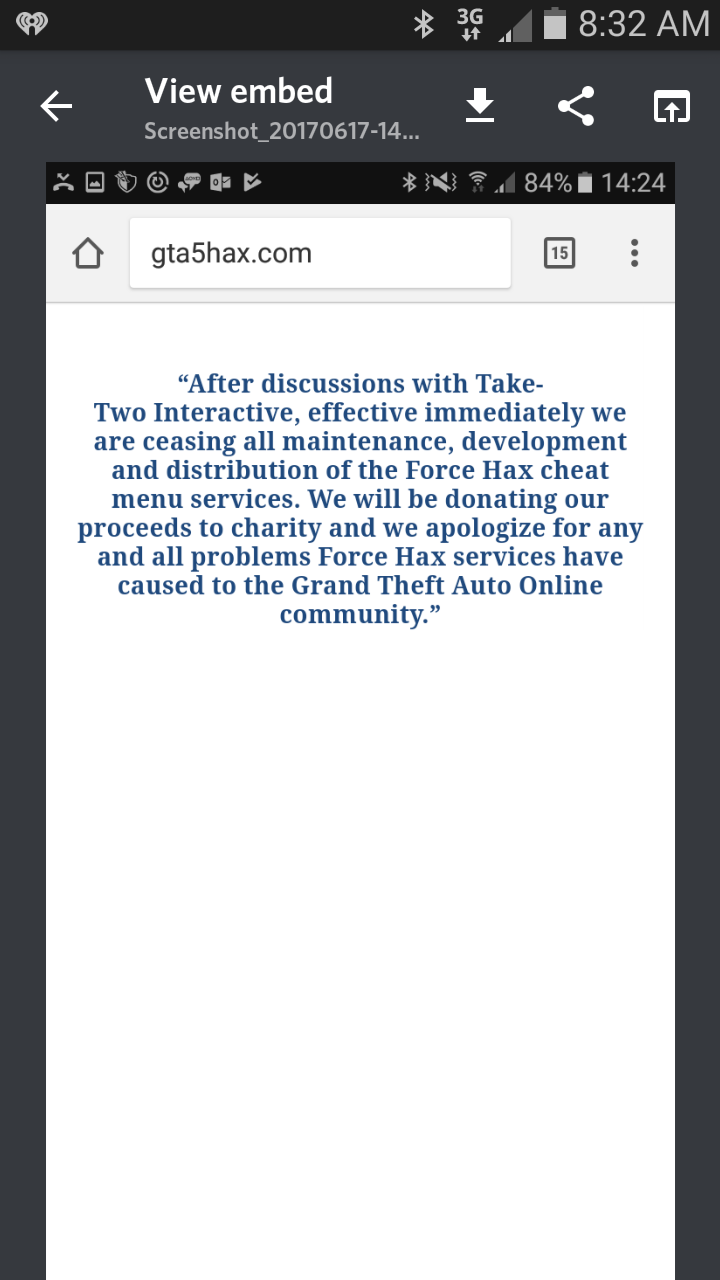 3G 8:32 AM
View embed
Screenshot_20170617-14...
84% 14:24
gta5hax.com
15
“After discussions with Take-
Two Interactive, effective immediately we
are ceasing all maintenance, development
and distribution of the Force Hax cheat
menu services. We will be donating our
proceeds to charity and we apologize for any
and all problems Force Hax services have
caused to the Grand Theft Auto Online
community.”